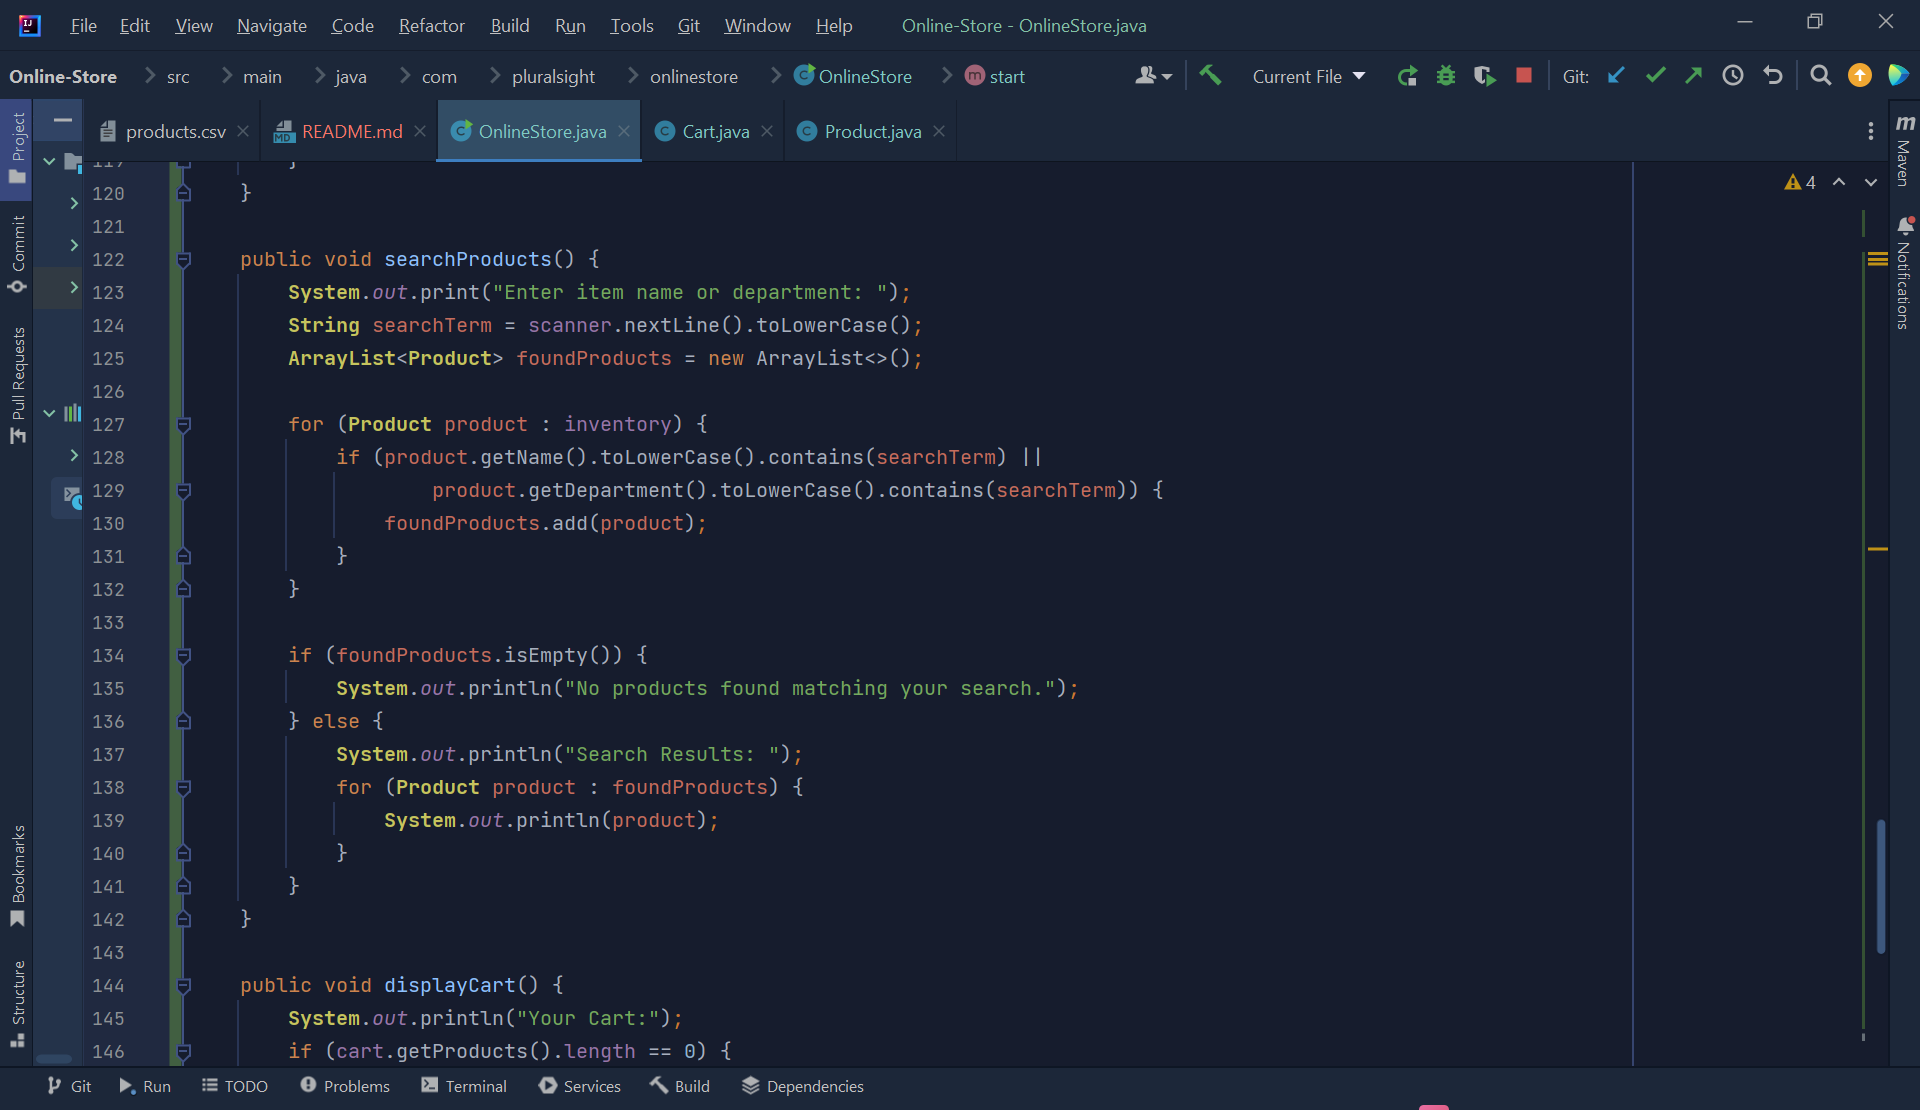 File Edit View Navigate Code Refactor Build Run Tools Git Window Help Online-Store - OnlineStore.java
Online-Store src main java com pluralsight onlinestore OnlineStore start Current File Git:
products.csv README.md OnlineStore.java Cart.java Product.java
Project
Commit
Pull Requests
Bookmarks
Structure
Maven
Notifications
4
119 }
120 }
121
122 public void searchProducts() {
123 System.out.print("Enter item name or department: ");
124 String searchTerm = scanner.nextLine().toLowerCase();
125 ArrayList<Product> foundProducts = new ArrayList<>();
126
127 for (Product product : inventory) {
128 if (product.getName().toLowerCase().contains(searchTerm) ||
129 product.getDepartment().toLowerCase().contains(searchTerm)) {
130 foundProducts.add(product);
131 }
132 }
133
134 if (foundProducts.isEmpty()) {
135 System.out.println("No products found matching your search.");
136 } else {
137 System.out.println("Search Results: ");
138 for (Product product : foundProducts) {
139 System.out.println(product);
140 }
141 }
142 }
143
144 public void displayCart() {
145 System.out.println("Your Cart:");
146 if (cart.getProducts().length == 0) {
Git Run TODO Problems Terminal Services Build Dependencies